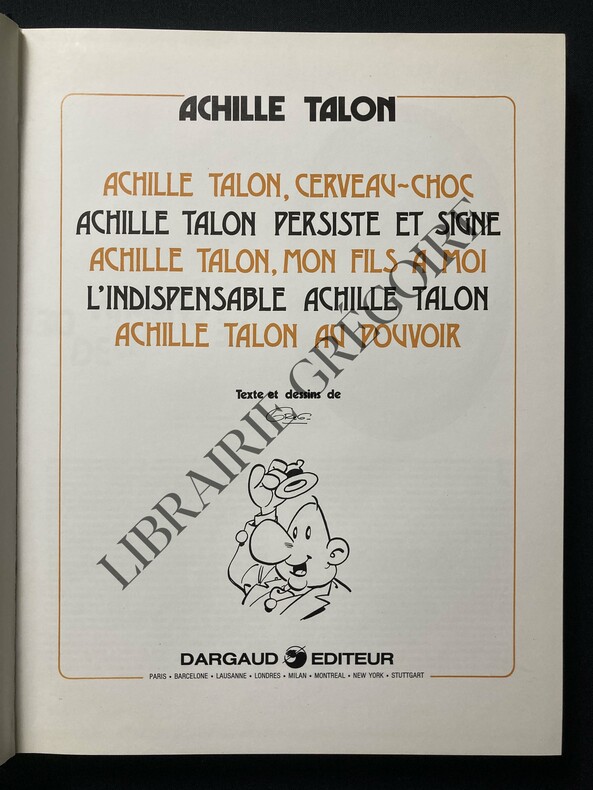 ACHILLE TALON
ACHILLE TALON, CERVEAU-CHOC
ACHILLE TALON PERSISTE ET SIGNE
ACHILLE TALON, MON FILS A MOI
L'INDISPENSABLE ACHILLE TALON
ACHILLE TALON AU POUVOIR
Texte et dessins de
GREG.
LIBRAIRIE GREGOIRE
DARGAUD EDITEUR
PARIS • BARCELONE • LAUSANNE • LONDRES • MILAN • MONTREAL • NEW YORK • STUTTGART